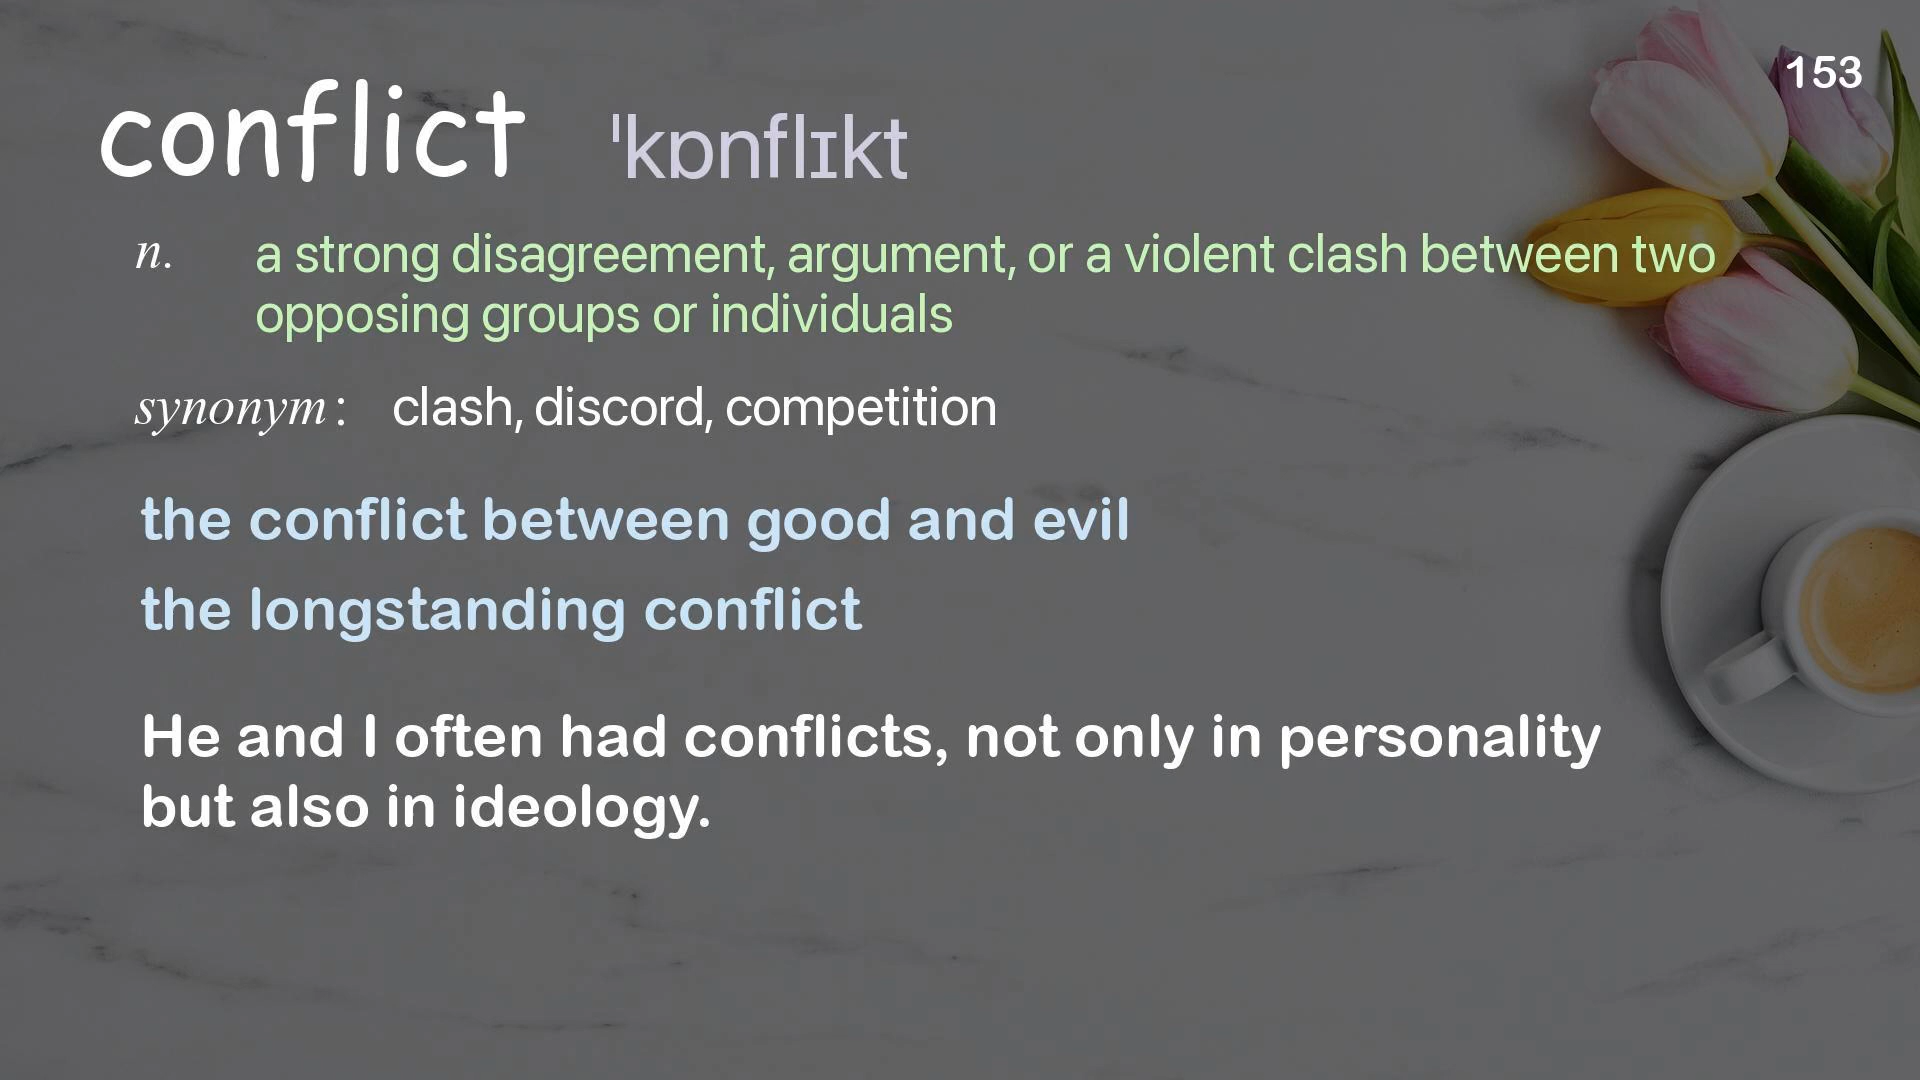 153
conflict ˈkɒnflɪkt
n. a strong disagreement, argument, or a violent clash between two
opposing groups or individuals
synonym: clash, discord, competition
the conflict between good and evil
the longstanding conflict
He and I often had conflicts, not only in personality
but also in ideology.